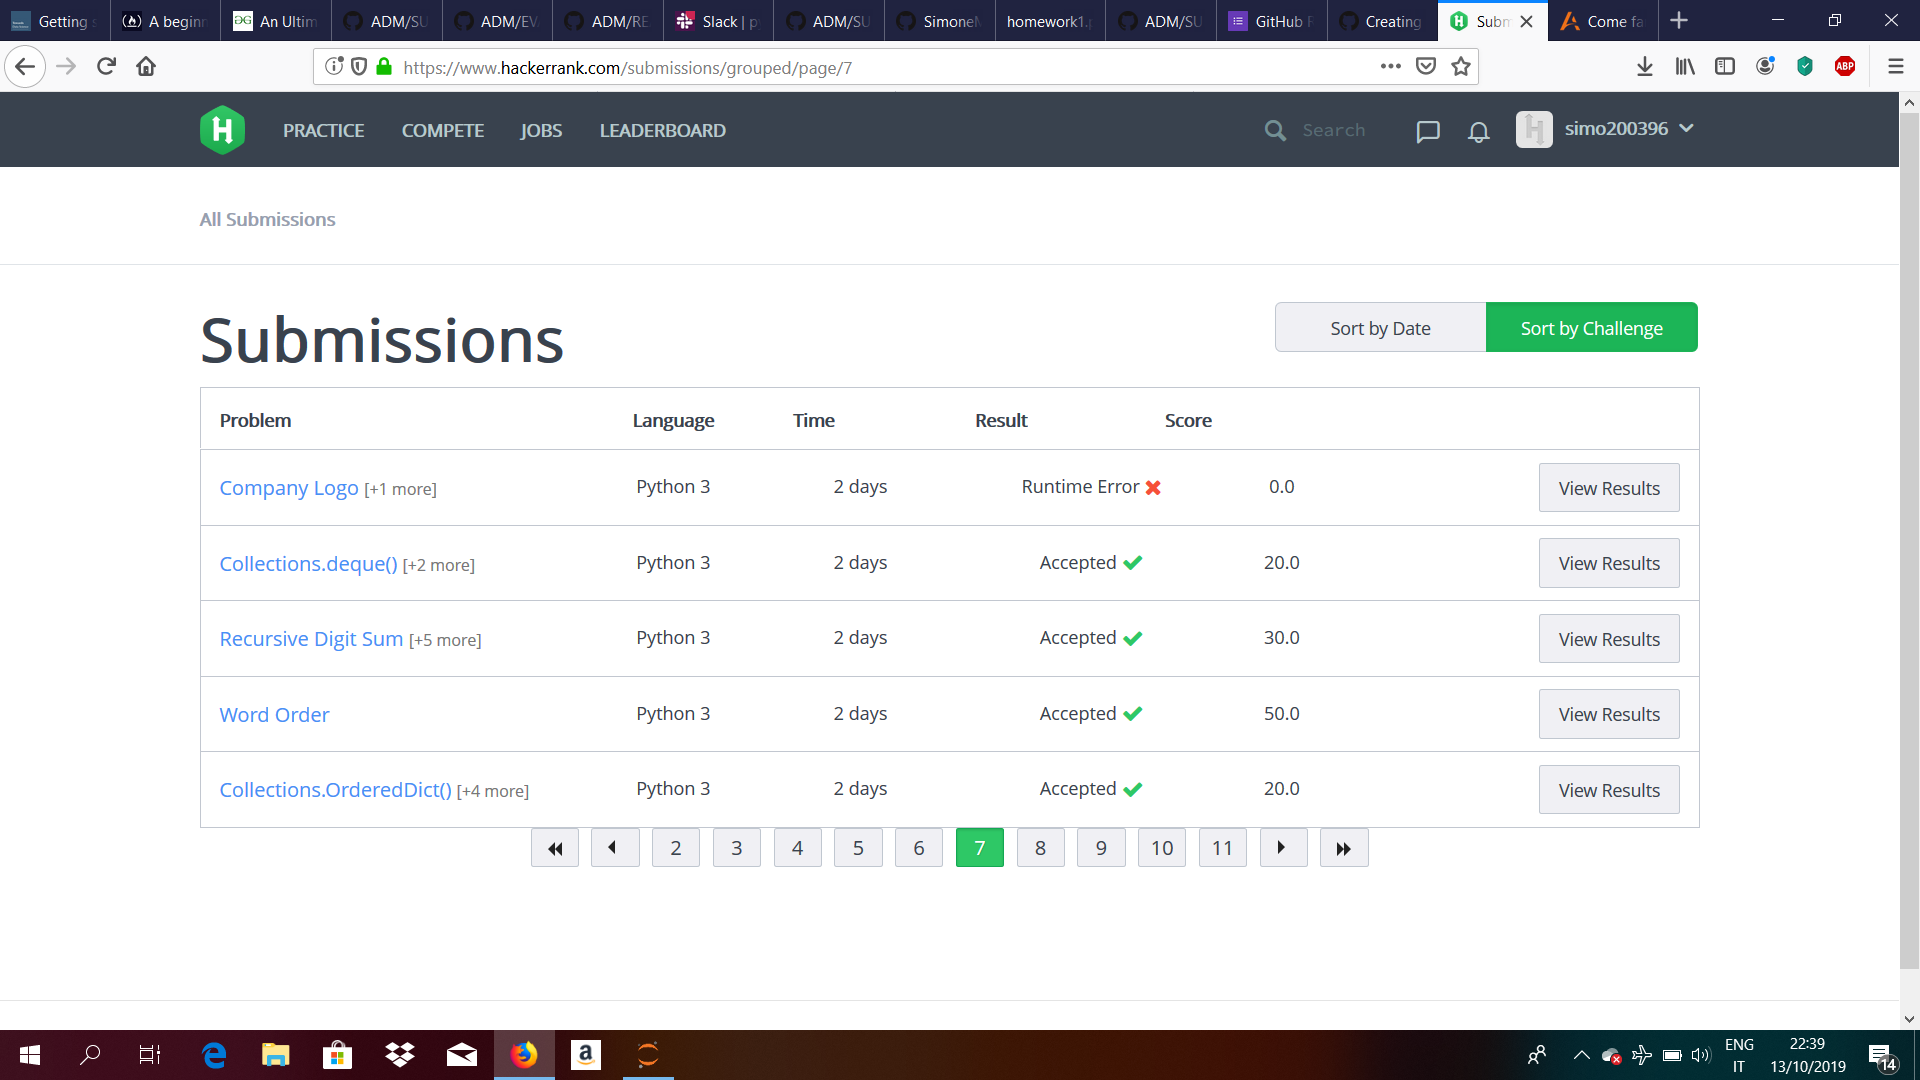 Getting
A beginn
An Ultim
ADM/SU
ADM/EV
ADM/RE
Slack | p
ADM/SU
SimoneM
homework1.p
ADM/SU
GitHub F
Creating
Subm
Come fa
https://www.hackerrank.com/submissions/grouped/page/7
ABP
PRACTICE COMPETE JOBS LEADERBOARD Search simo200396
All Submissions
Submissions
Sort by Date Sort by Challenge
Problem Language Time Result Score
Company Logo [+1 more] Python 3 2 days Runtime Error 0.0 View Results
Collections.deque() [+2 more] Python 3 2 days Accepted 20.0 View Results
Recursive Digit Sum [+5 more] Python 3 2 days Accepted 30.0 View Results
Word Order Python 3 2 days Accepted 50.0 View Results
Collections.OrderedDict() [+4 more] Python 3 2 days Accepted 20.0 View Results
2 3 4 5 6 7 8 9 10 11
ENG 22:39
IT 13/10/2019 14